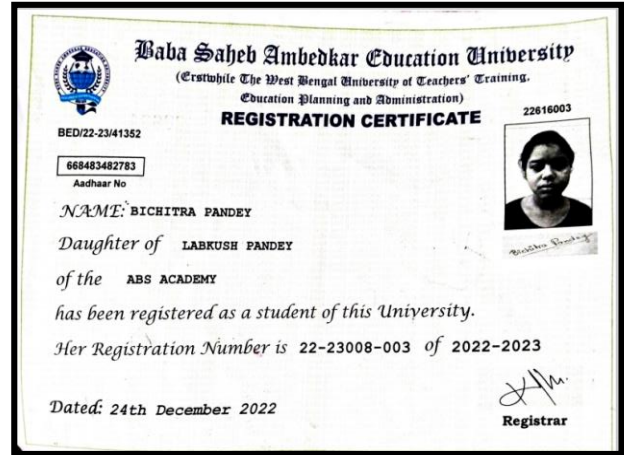 Baba Saheb Ambedkar Education University
(Erstwhile The West Bengal University of Teachers' Training,
Education Planning and Administration)
REGISTRATION CERTIFICATE
22616003
BED/22-23/41352
668483482783
Aadhaar No
NAME: BICHITRA PANDEY
Bichitra Pandey
Daughter of LABKUSH PANDEY
of the ABS ACADEMY
has been registered as a student of this University.
Her Registration Number is 22-23008-003 of 2022-2023
Dated: 24th December 2022
Registrar